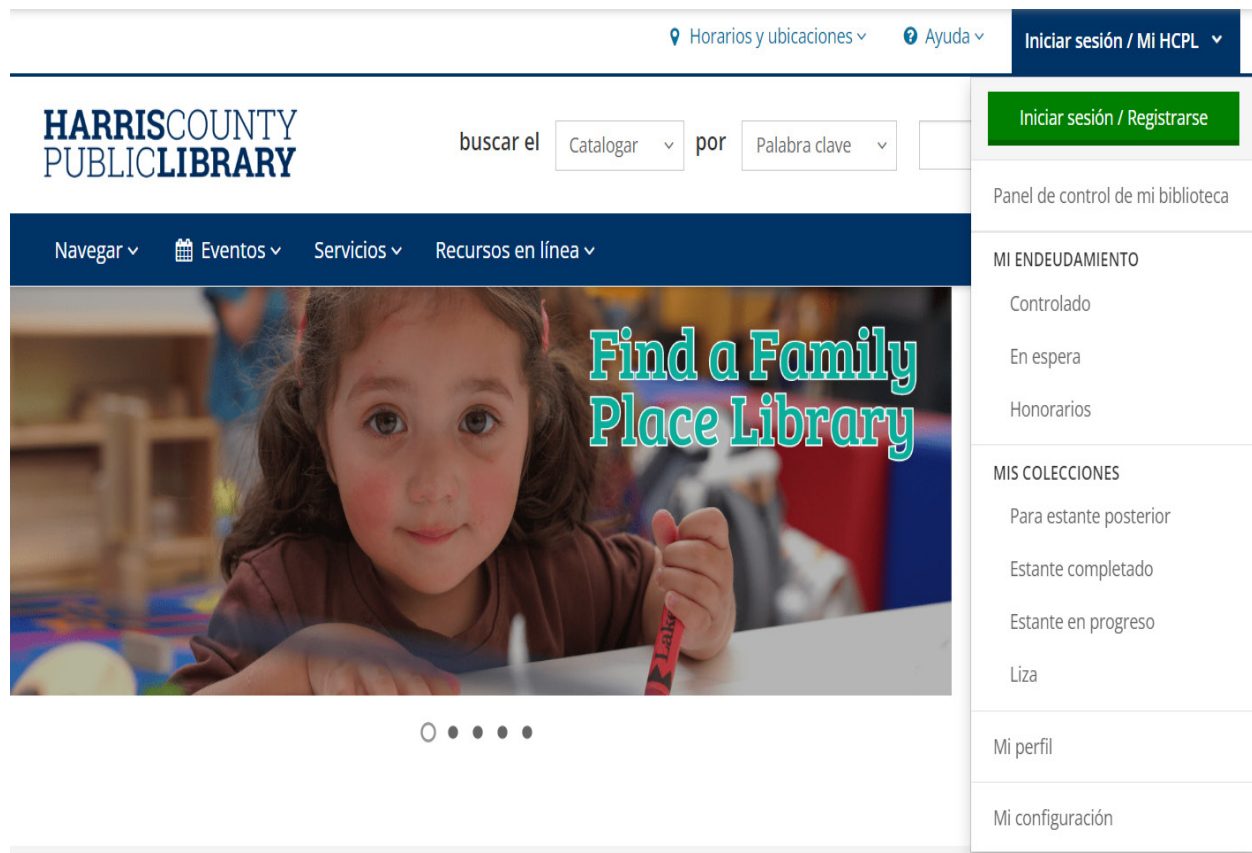 Horarios y ubicaciones
Ayuda
Iniciar sesión / Mi HCPL
HARRISCOUNTY
PUBLICLIBRARY
buscar el
Catalogar
por
Palabra clave
Iniciar sesión / Registrarse
Panel de control de mi biblioteca
Navegar
Eventos
Servicios
Recursos en línea
Find a Family
Place Library
MI ENDEUDAMIENTO
Controlado
En espera
Honorarios
MIS COLECCIONES
Para estante posterior
Estante completado
Estante en progreso
Liza
Mi perfil
Mi configuración